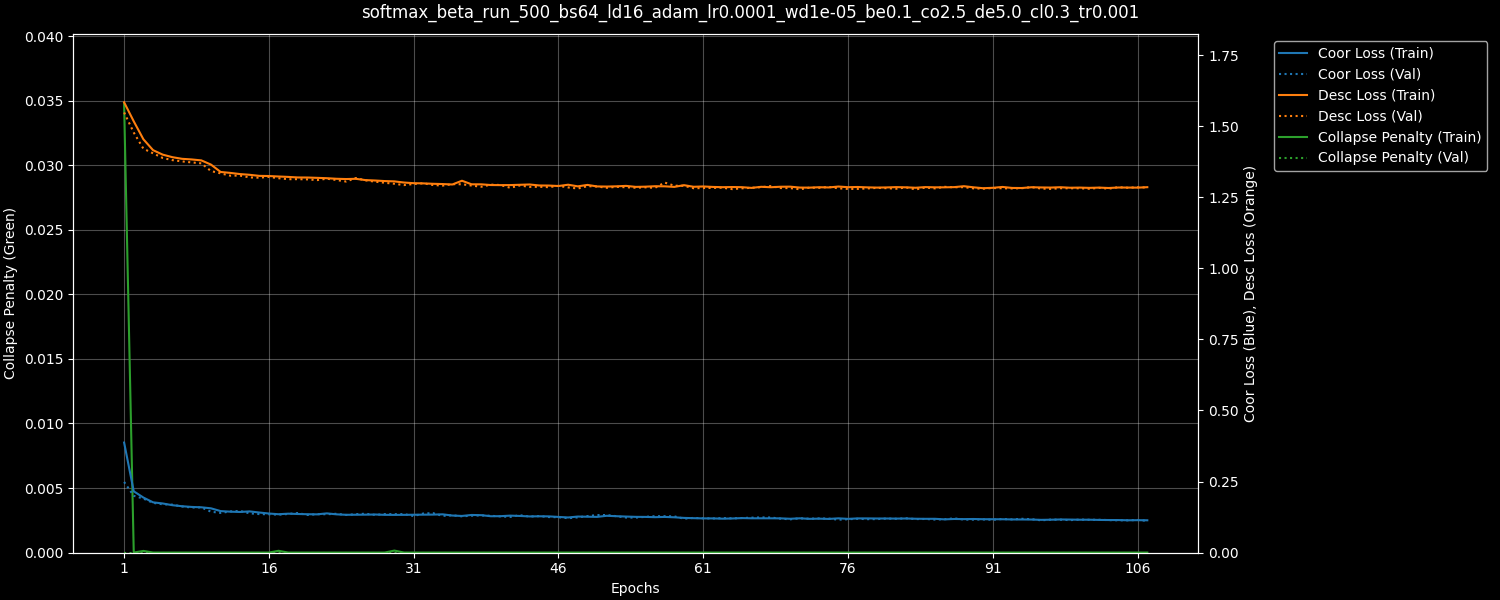 softmax_beta_run_500_bs64_ld16_adam_lr0.0001_wd1e-05_be0.1_co2.5_de5.0_cl0.3_tr0.001
Collapse Penalty (Green)
0.040
0.035
0.030
0.025
0.020
0.015
0.010
0.005
0.000
1
16
31
46
61
76
91
106
Epochs
1.75
1.50
1.25
1.00
0.75
0.50
0.25
0.00
Coor Loss (Blue), Desc Loss (Orange)
Coor Loss (Train)
Coor Loss (Val)
Desc Loss (Train)
Desc Loss (Val)
Collapse Penalty (Train)
Collapse Penalty (Val)